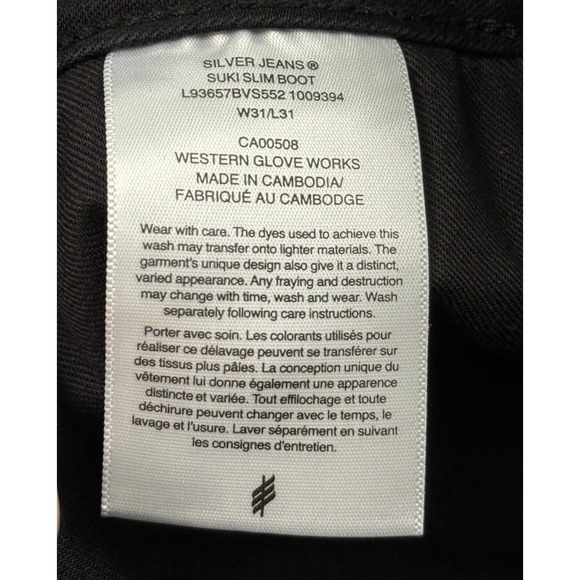 SILVER JEANS ®
SUKI SLIM BOOT
L93657BVS552 1009394
W31/L31
CA00508
WESTERN GLOVE WORKS
MADE IN CAMBODIA/
FABRIQUÉ AU CAMBODGE
Wear with care. The dyes used to achieve this
wash may transfer onto lighter materials. The
garment's unique design also give it a distinct,
varied appearance. Any fraying and destruction
may change with time, wash and wear. Wash
separately following care instructions.
Porter avec soin. Les colorants utilisés pour
réaliser ce délavage peuvent se transférer sur
des tissus plus pâles. La conception unique du
vêtement lui donne également une apparence
distincte et variée. Tout effilochage et toute
déchirure peuvent changer avec le temps, le
lavage et l'usure. Laver séparément en suivant
les consignes d'entretien.